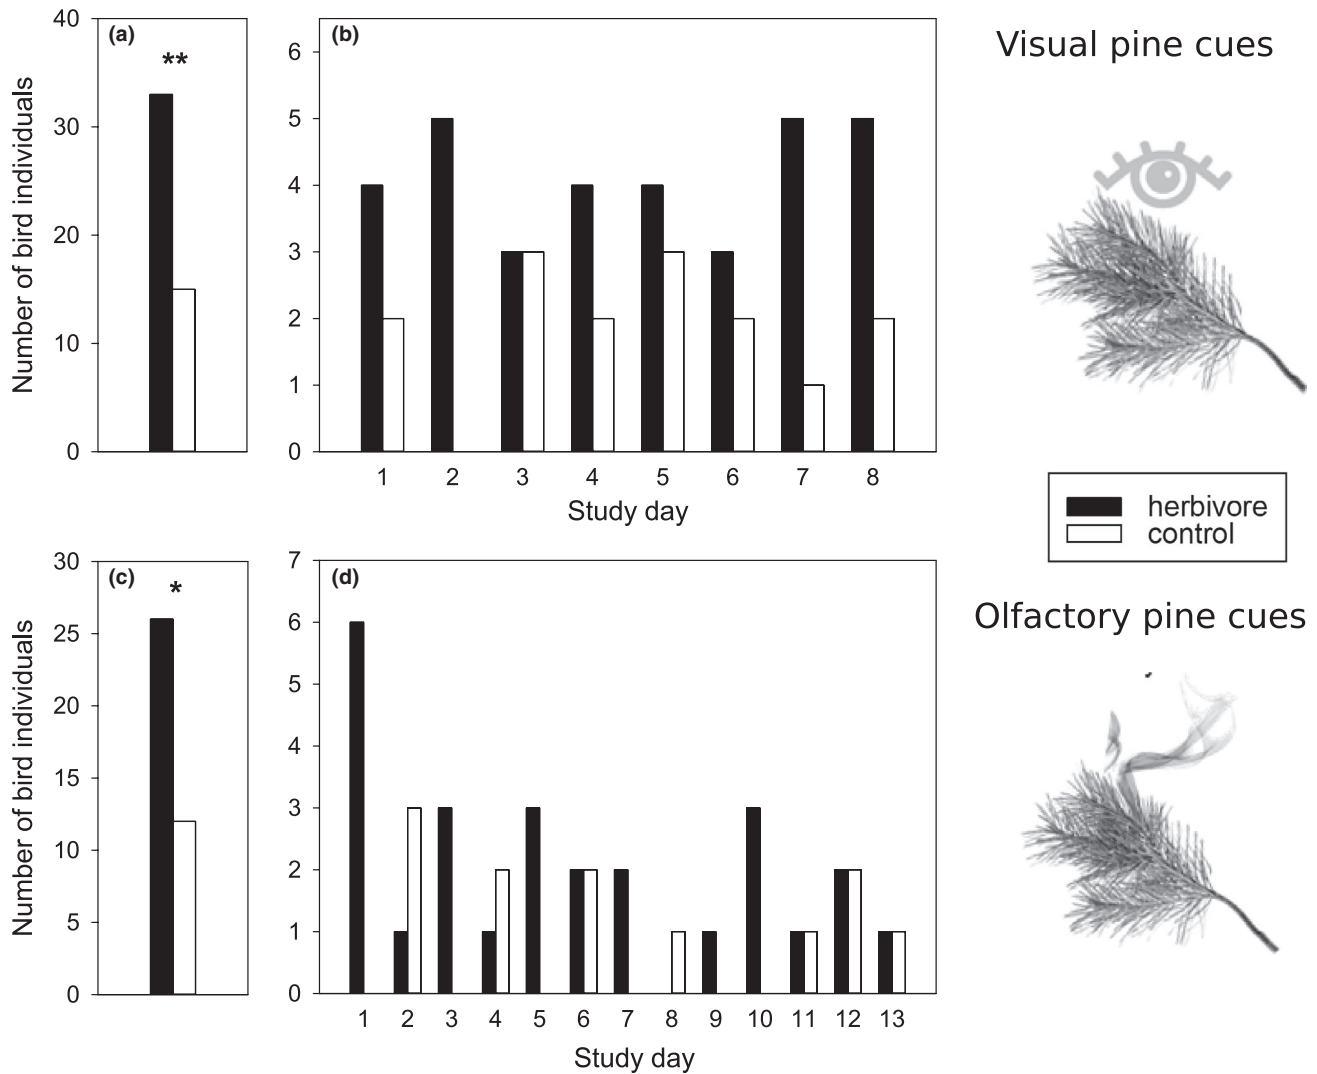 (a)
**
40
30
20
10
0
Number of bird individuals
(b)
6
5
4
3
2
1
0
1 2 3 4 5 6 7 8
Study day
Visual pine cues
herbivore
control
(c)
*
30
25
20
15
10
5
0
Number of bird individuals
(d)
7
6
5
4
3
2
1
0
1 2 3 4 5 6 7 8 9 10 11 12 13
Study day
Olfactory pine cues